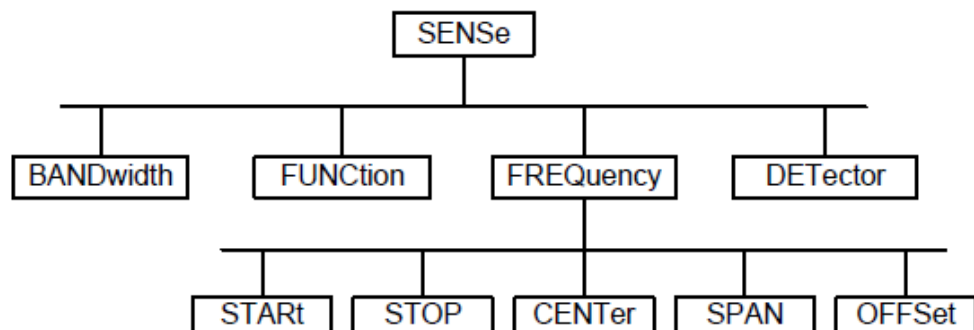 SENSe
BANDwidth FUNCtion FREQuency DETector
STARt STOP CENTer SPAN OFFSet